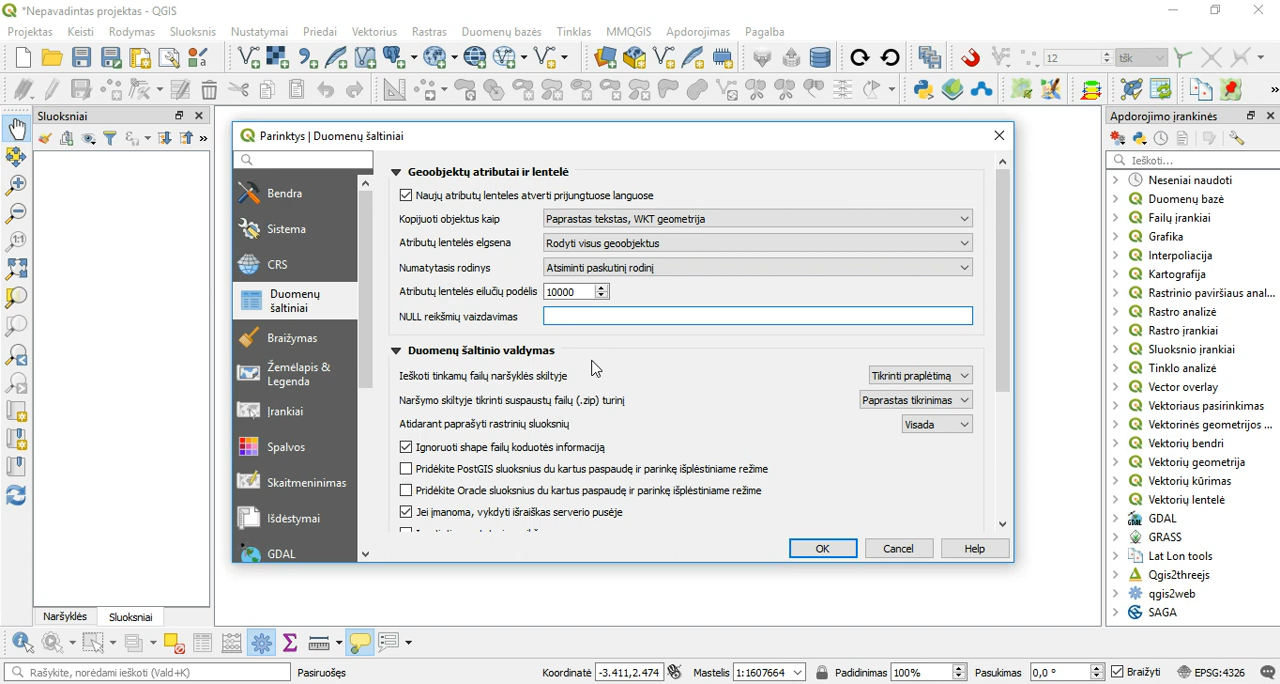 *Nepavadintas projektas - QGIS
Projektas Keisti Rodymas Sluoksnis Nustatymai Priedai Vektorius Rastras Duomenų bazės Tinklas MMQGIS Apdorojimas Pagalba
12 tšk
Sluoksniai
Parinktys | Duomenų šaltiniai
Apdorojimo įrankinės
Ieškoti...
Bendra
Sistema
CRS
Duomenų
šaltiniai
Braižymas
Žemėlapis &
Legenda
Įrankiai
Spalvos
Skaitmeninimas
Išdėstymai
GDAL
Geoobjektų atributai ir lentelė
Naujų atributų lenteles atverti prijungtuose languose
Kopijuoti objektus kaip Paprastas tekstas, WKT geometrija
Atributų lentelės elgsena Rodyti visus geoobjektus
Numatytasis rodinys Atsiminti paskutinį rodinį
Atributų lentelės eilučių podėlis 10000
NULL reikšmių vaizdavimas
Duomenų šaltinio valdymas
Ieškoti tinkamų failų naršyklės skiltyje Tikrinti praplėtimą
Naršymo skiltyje tikrinti suspaustų failų (.zip) turinį Paprastas tikrinimas
Atidarant paprašyti rastrinių sluoksnių Visada
Ignoruoti shape failų koduotės informaciją
Pridėkite PostGIS sluoksnius du kartus paspaudę ir parinkę išplėstiniame režime
Pridėkite Oracle sluoksnius du kartus paspaudę ir parinkę išplėstiniame režime
Jei įmanoma, vykdyti išraiškas serverio pusėje
OK Cancel Help
Neseniai naudoti
Duomenų bazė
Failų įrankiai
Grafika
Interpoliacija
Kartografija
Rastrinio paviršiaus anal...
Rastro analizė
Rastro įrankiai
Sluoksnio įrankiai
Tinklo analizė
Vector overlay
Vektoriaus pasirinkimas
Vektorinės geometrijos ...
Vektorių bendri
Vektorių geometrija
Vektorių kūrimas
Vektorių lentelė
GDAL
GRASS
Lat Lon tools
Qgis2threejs
qgis2web
SAGA
Naršyklės Sluoksniai
Rašykite, norėdami ieškoti (Vald+K) Pasiruošęs Koordinatė -3.411,2.474 Mastelis 1:1607664 Padidinimas 100% Pasukimas 0,0 ° Braižyti EPSG:4326